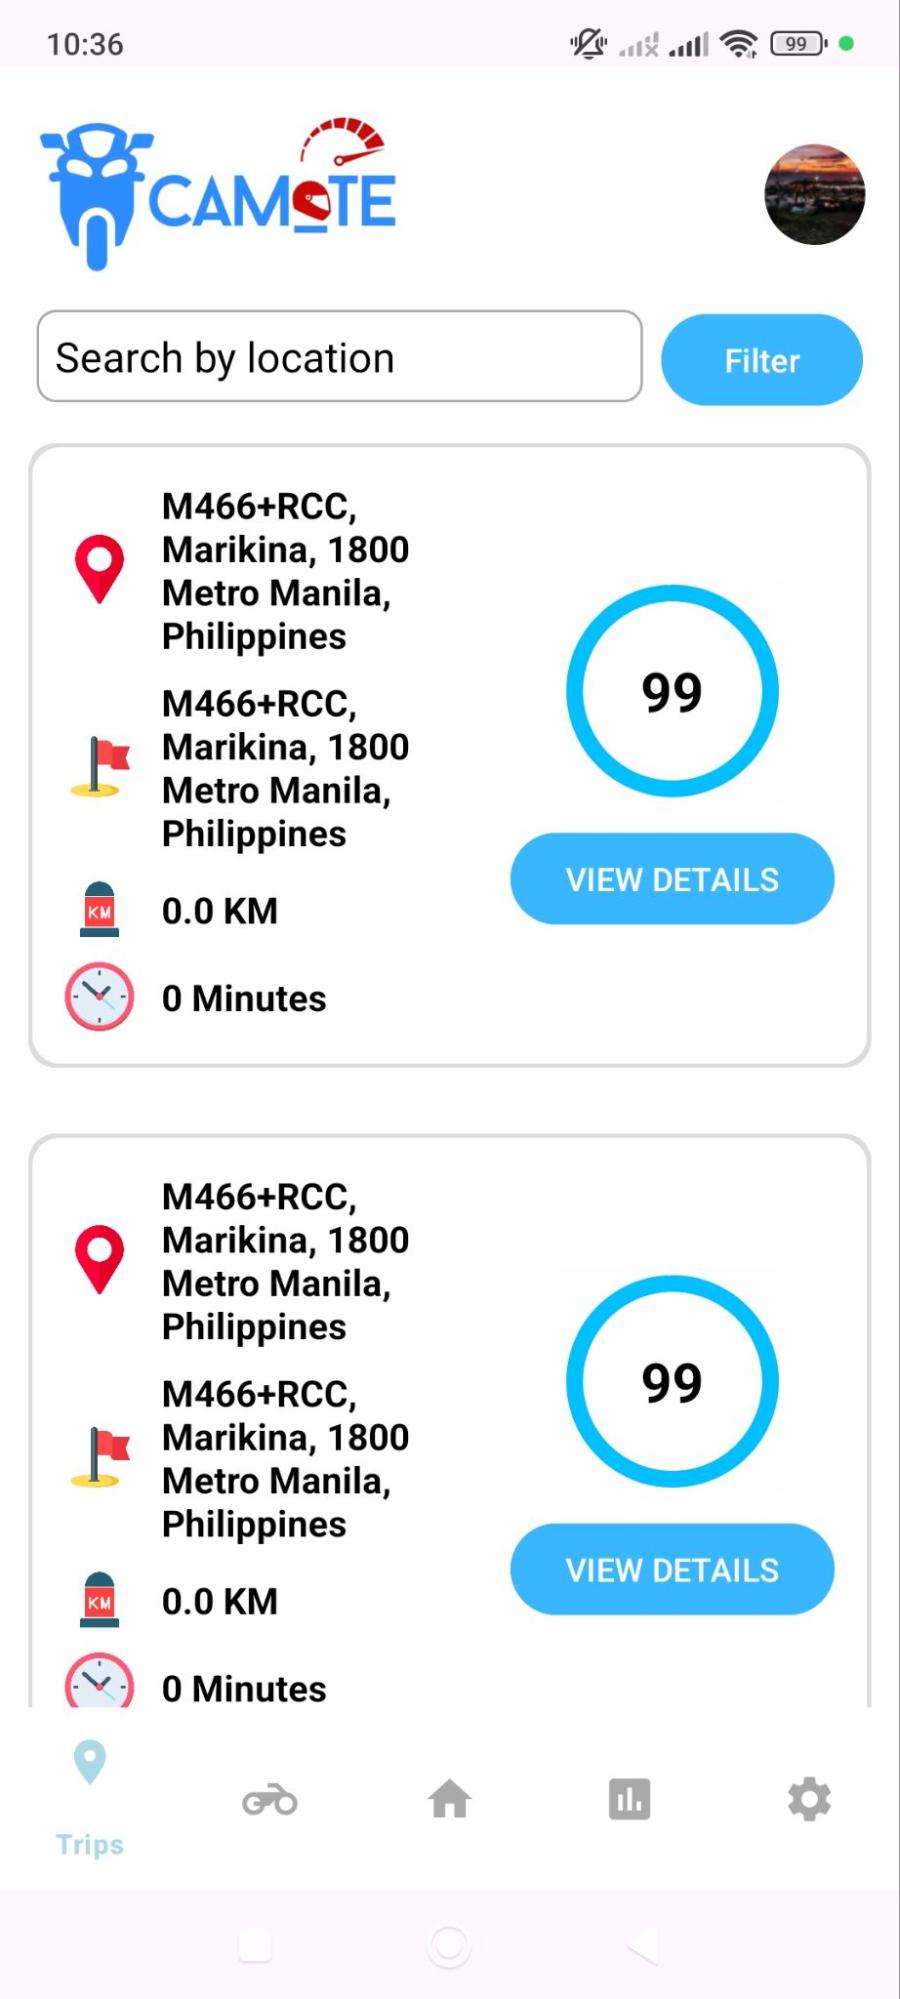 10:36
99
CAMOTE
Search by location
Filter
M466+RCC,
Marikina, 1800
Metro Manila,
Philippines
M466+RCC,
Marikina, 1800
Metro Manila,
Philippines
KM
0.0 KM
0 Minutes
99
VIEW DETAILS
M466+RCC,
Marikina, 1800
Metro Manila,
Philippines
M466+RCC,
Marikina, 1800
Metro Manila,
Philippines
KM
0.0 KM
0 Minutes
99
VIEW DETAILS
Trips